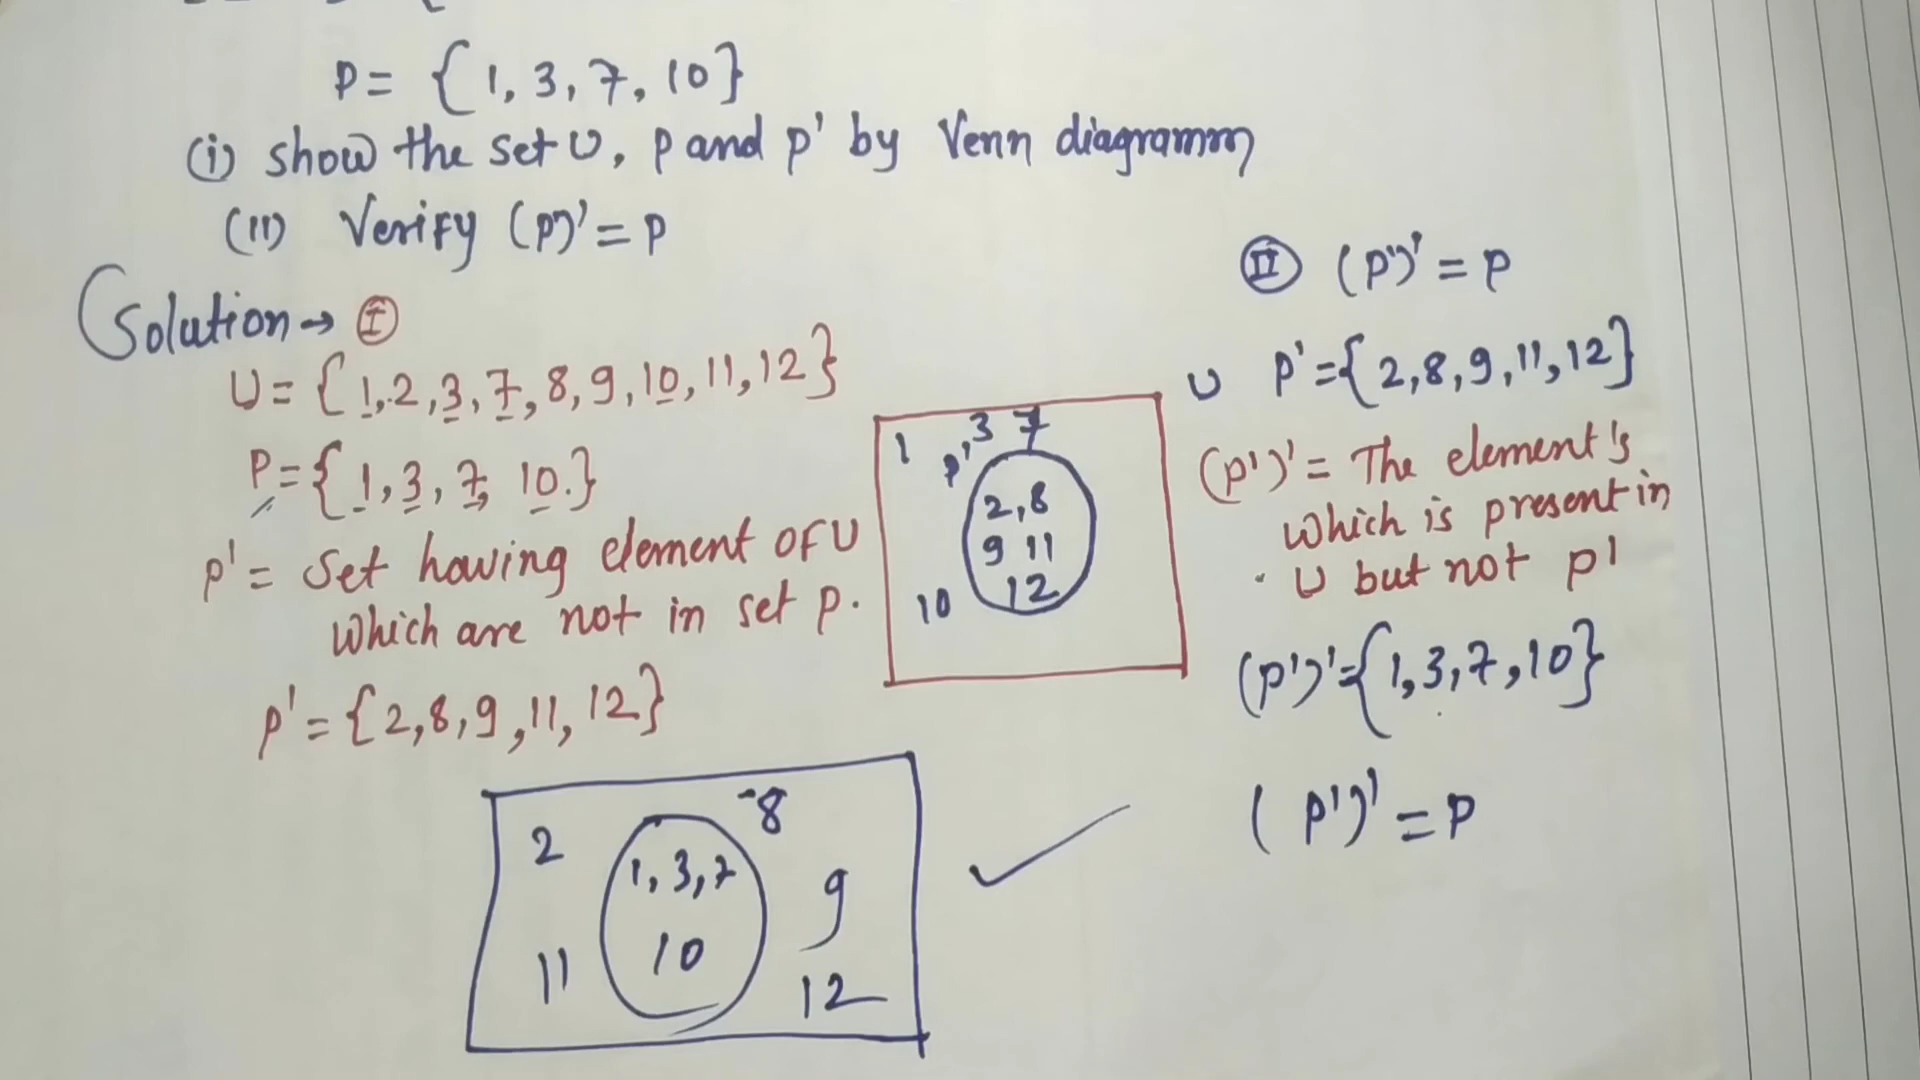 P = {1, 3, 7, 10}
(i) show the set U, P and P' by Venn diagramm
(II) Verify (P')' = P
Solution → I
U = {1, 2, 3, 7, 8, 9, 10, 11, 12}
P = {1, 3, 7, 10.}
P' = Set having element OF U
which are not in set P.
P' = {2, 8, 9, 11, 12}
1 P' , 3 7
2, 8
9 11
10 12
U
2 8
1, 3, 7
9
11 10
12
II (P')' = P
P' = {2, 8, 9, 11, 12}
(P')' = The element's
which is present in
U but not P'
(P')' = {1, 3, 7, 10}
(P')' = P